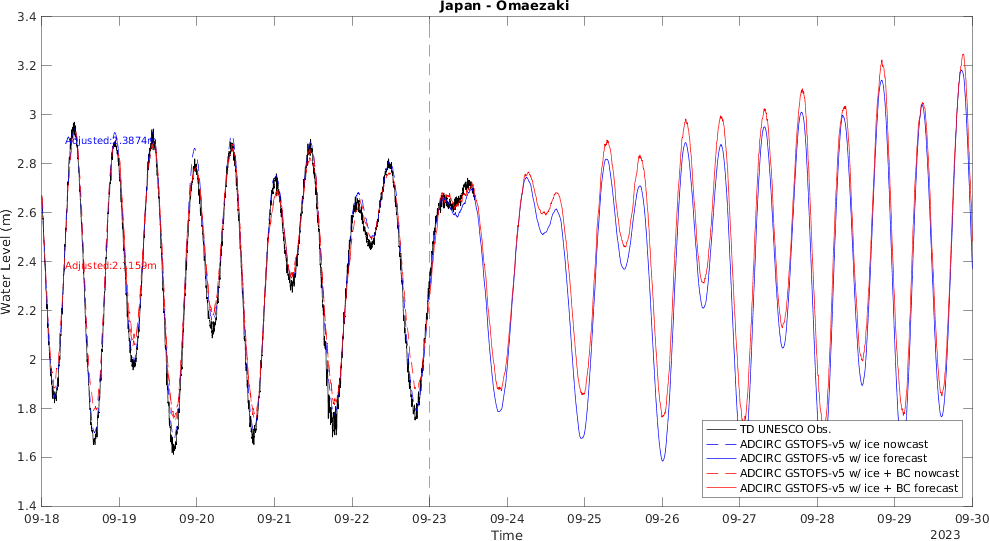 Japan - Omaezaki
3.4
3.2
3
2.8
2.6
2.4
2.2
2
1.8
1.6
1.4
Water Level (m)
Adjusted:2.3874m
Adjusted:2.1159m
TD UNESCO Obs.
ADCIRC GSTOFS-v5 w/ ice nowcast
ADCIRC GSTOFS-v5 w/ ice forecast
ADCIRC GSTOFS-v5 w/ ice + BC nowcast
ADCIRC GSTOFS-v5 w/ ice + BC forecast
09-18 09-19 09-20 09-21 09-22 09-23 09-24 09-25 09-26 09-27 09-28 09-29 09-30
Time
2023